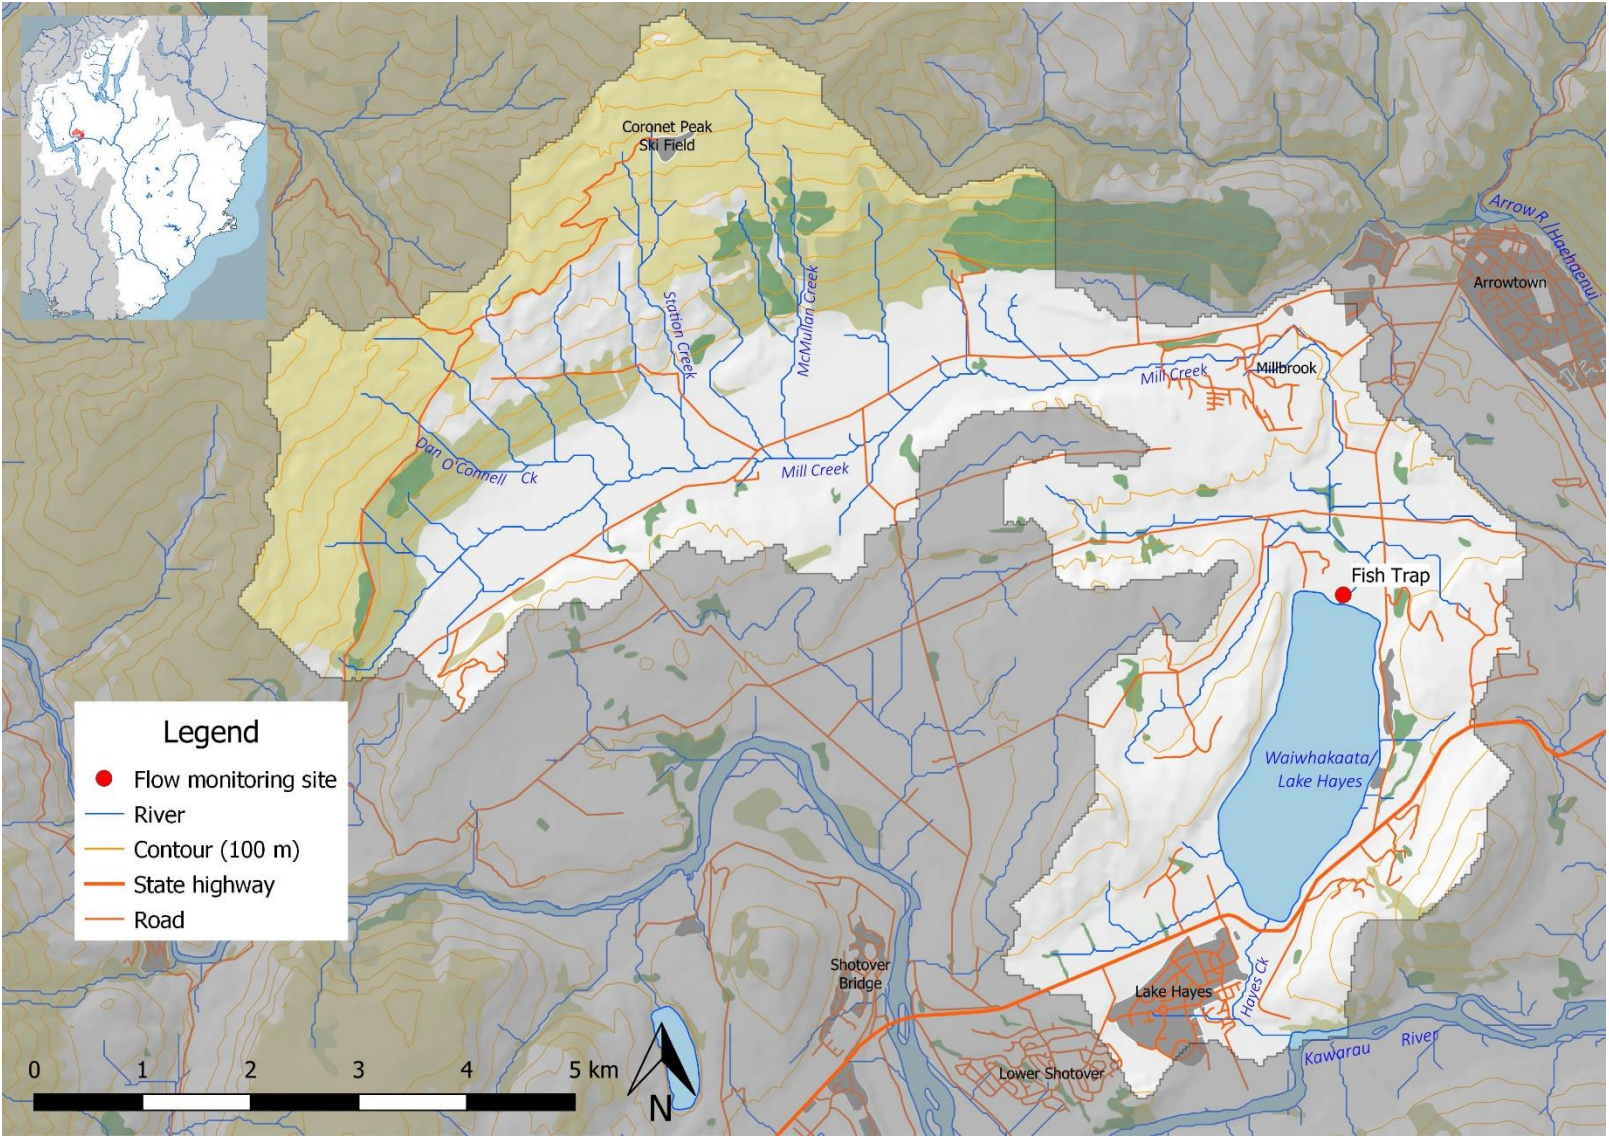 Coronet Peak
Ski Field
Arrow R / Haehaenui
Arrowtown
Station Creek
McMullan Creek
Mill Creek
Millbrook
Dan O'Connell Ck
Mill Creek
Fish Trap
Waiwhakaata/
Lake Hayes
Legend
Flow monitoring site
River
Contour (100 m)
State highway
Road
Shotover
Bridge
Lake Hayes
Hayes Ck
Kawarau River
Lower Shotover
0 1 2 3 4 5 km
N